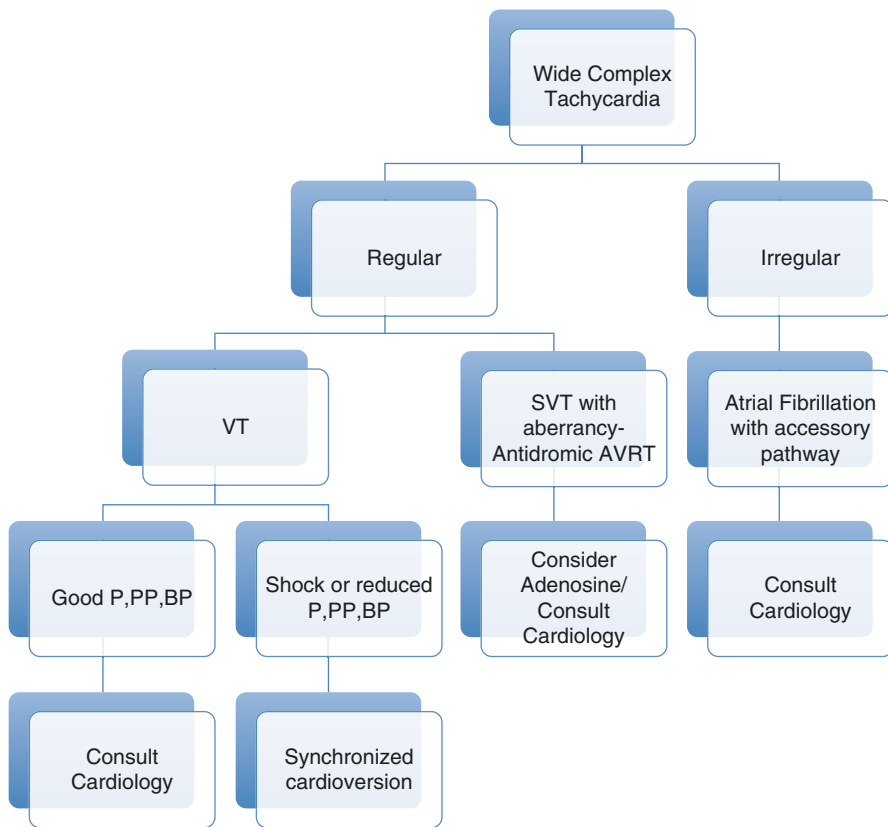 Wide Complex
Tachycardia
Regular
Irregular
VT
SVT with
aberrancy-
Antidromic AVRT
Atrial Fibrillation
with accessory
pathway
Good P,PP,BP
Shock or reduced
P,PP,BP
Consider
Adenosine/
Consult
Cardiology
Consult
Cardiology
Consult
Cardiology
Synchronized
cardioversion